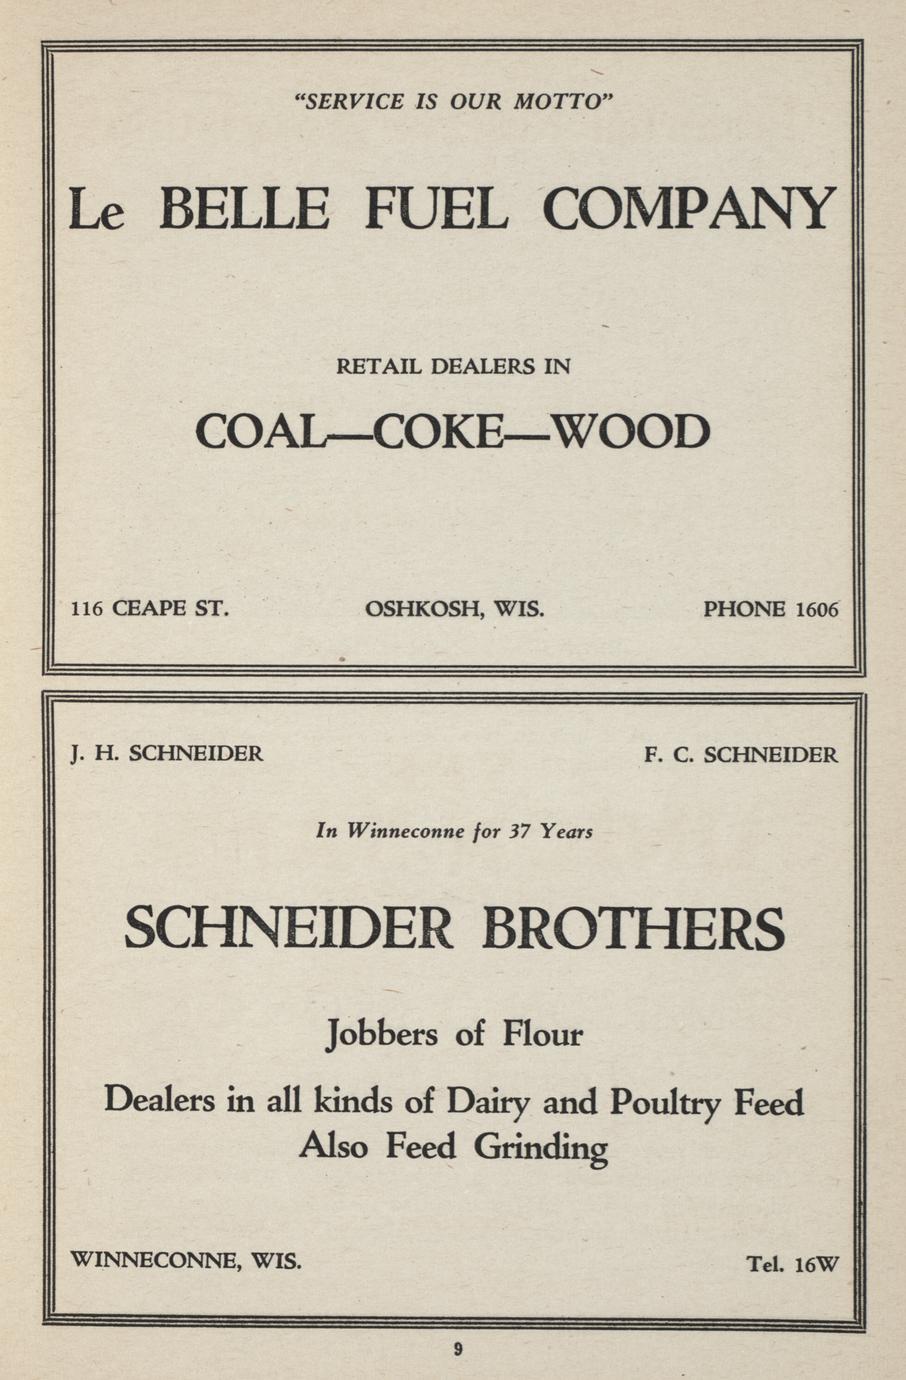 “SERVICE IS OUR MOTTO”
Le BELLE FUEL COMPANY
RETAIL DEALERS IN
COAL—COKE—WOOD
116 CEAPE ST. OSHKOSH, WIS. PHONE 1606
J. H. SCHNEIDER F. C. SCHNEIDER
In Winneconne for 37 Years
SCHNEIDER BROTHERS
Jobbers of Flour
Dealers in all kinds of Dairy and Poultry Feed
Also Feed Grinding
WINNECONNE, WIS. Tel. 16W
9